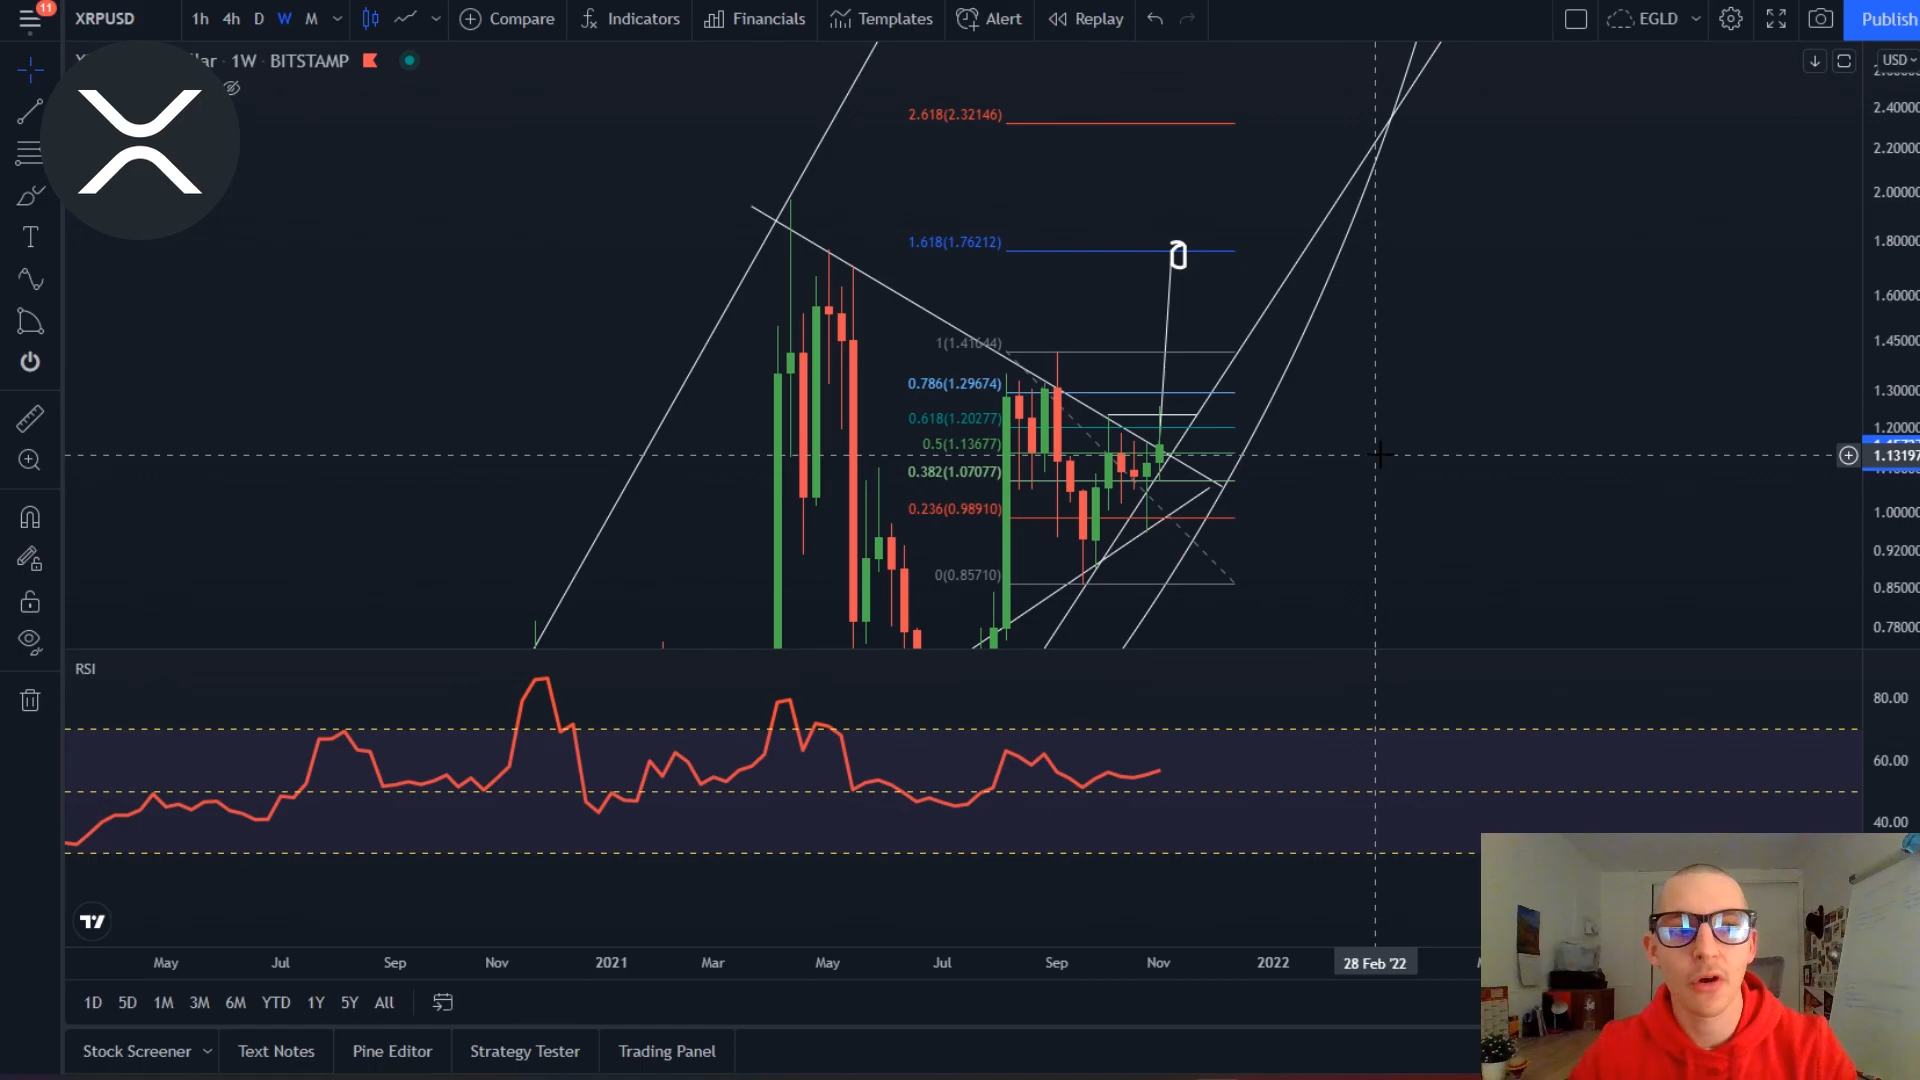 11
XRPUSD
1h 4h D W M
Compare
Indicators
Financials
Templates
Alert
Replay
EGLD
Publish
lar · 1W · BITSTAMP
USD
2.40000
2.20000
2.00000
1.80000
1.60000
1.45000
1.30000
1.20000
1.13197
1.00000
0.92000
0.85000
0.78000
2.618(2.32146)
1.618(1.76212)
1(1.41644)
0.786(1.29674)
0.618(1.20277)
0.5(1.13677)
0.382(1.07077)
0.236(0.98910)
0(0.85710)
T
RSI
80.00
60.00
40.00
May Jul Sep Nov 2021 Mar May Jul Sep Nov 2022 28 Feb '22
1D 5D 1M 3M 6M YTD 1Y 5Y All
Stock Screener
Text Notes
Pine Editor
Strategy Tester
Trading Panel